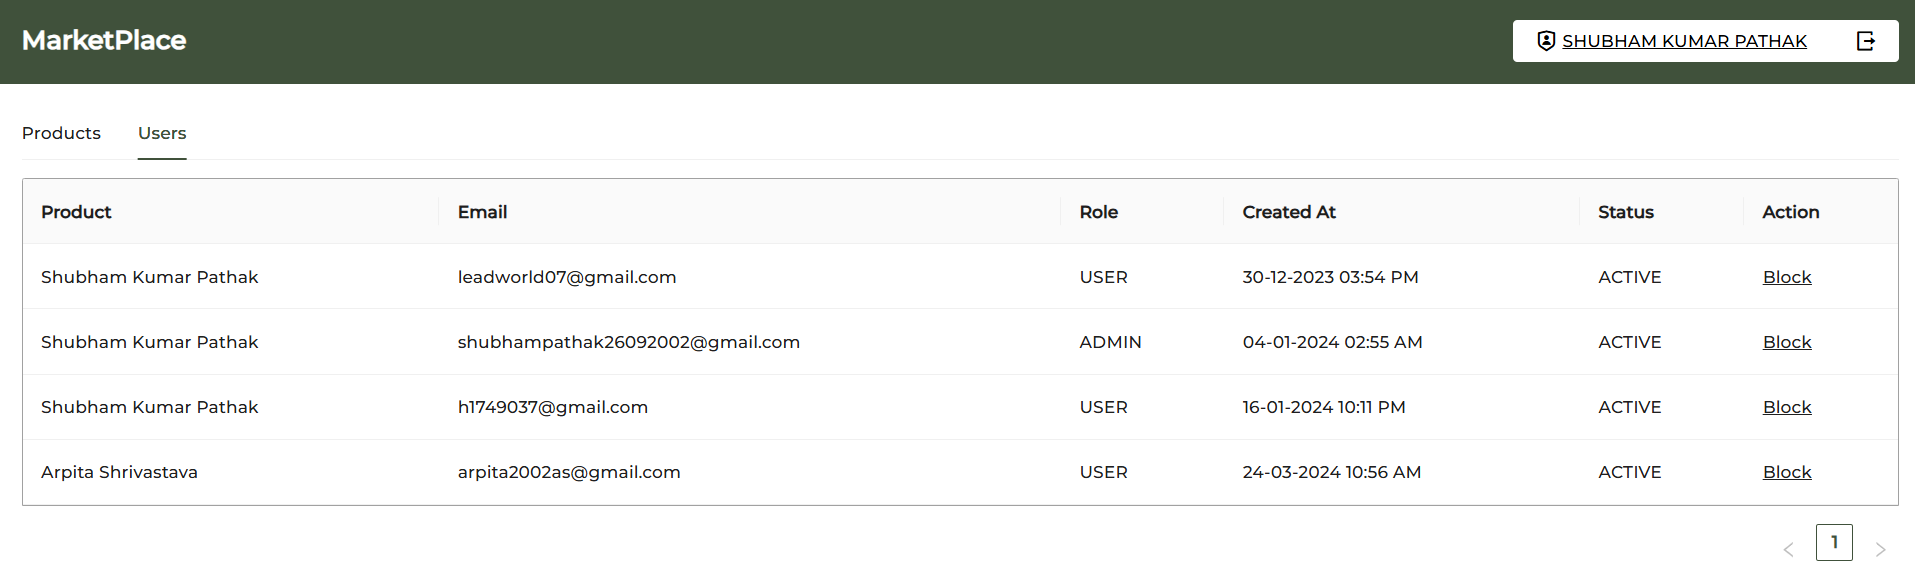 MarketPlace SHUBHAM KUMAR PATHAK
Products Users
Product Email Role Created At Status Action
Shubham Kumar Pathak leadworld07@gmail.com USER 30-12-2023 03:54 PM ACTIVE Block
Shubham Kumar Pathak shubhampathak26092002@gmail.com ADMIN 04-01-2024 02:55 AM ACTIVE Block
Shubham Kumar Pathak h1749037@gmail.com USER 16-01-2024 10:11 PM ACTIVE Block
Arpita Shrivastava arpita2002as@gmail.com USER 24-03-2024 10:56 AM ACTIVE Block
1